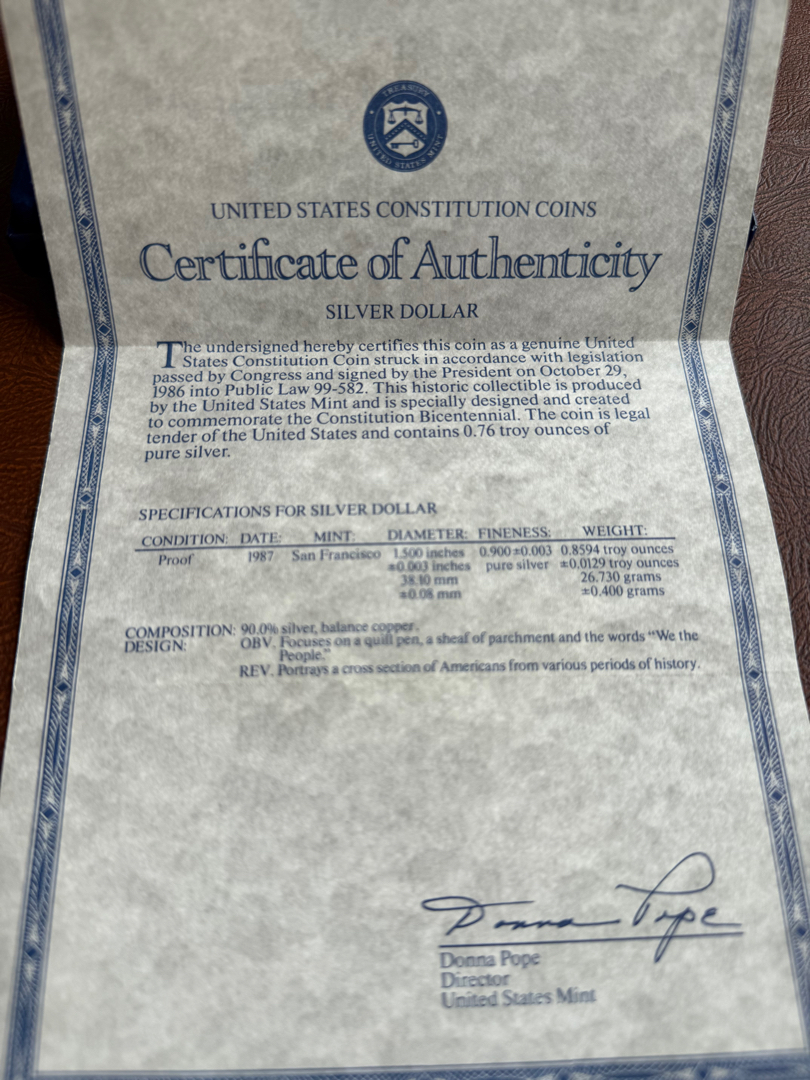 TREASURY
UNITED STATES MINT
UNITED STATES CONSTITUTION COINS
Certificate of Authenticity
SILVER DOLLAR
The undersigned hereby certifies this coin as a genuine United
States Constitution Coin struck in accordance with legislation
passed by Congress and signed by the President on October 29,
1986 into Public Law 99-582. This historic collectible is produced
by the United States Mint and is specially designed and created
to commemorate the Constitution Bicentennial. The coin is legal
tender of the United States and contains 0.76 troy ounces of
pure silver.
SPECIFICATIONS FOR SILVER DOLLAR
CONDITION: DATE: MINT: DIAMETER: FINENESS: WEIGHT:
Proof 1987 San Francisco 1.500 inches 0.900±0.003 0.8594 troy ounces
±0.003 inches pure silver ±0.0129 troy ounces
38.10 mm 26.730 grams
±0.08 mm ±0.400 grams
COMPOSITION: 90.0% silver, balance copper.
DESIGN: OBV. Focuses on a quill pen, a sheaf of parchment and the words “We the
People.”
REV. Portrays a cross section of Americans from various periods of history.
Donna Pope
Donna Pope
Director
United States Mint